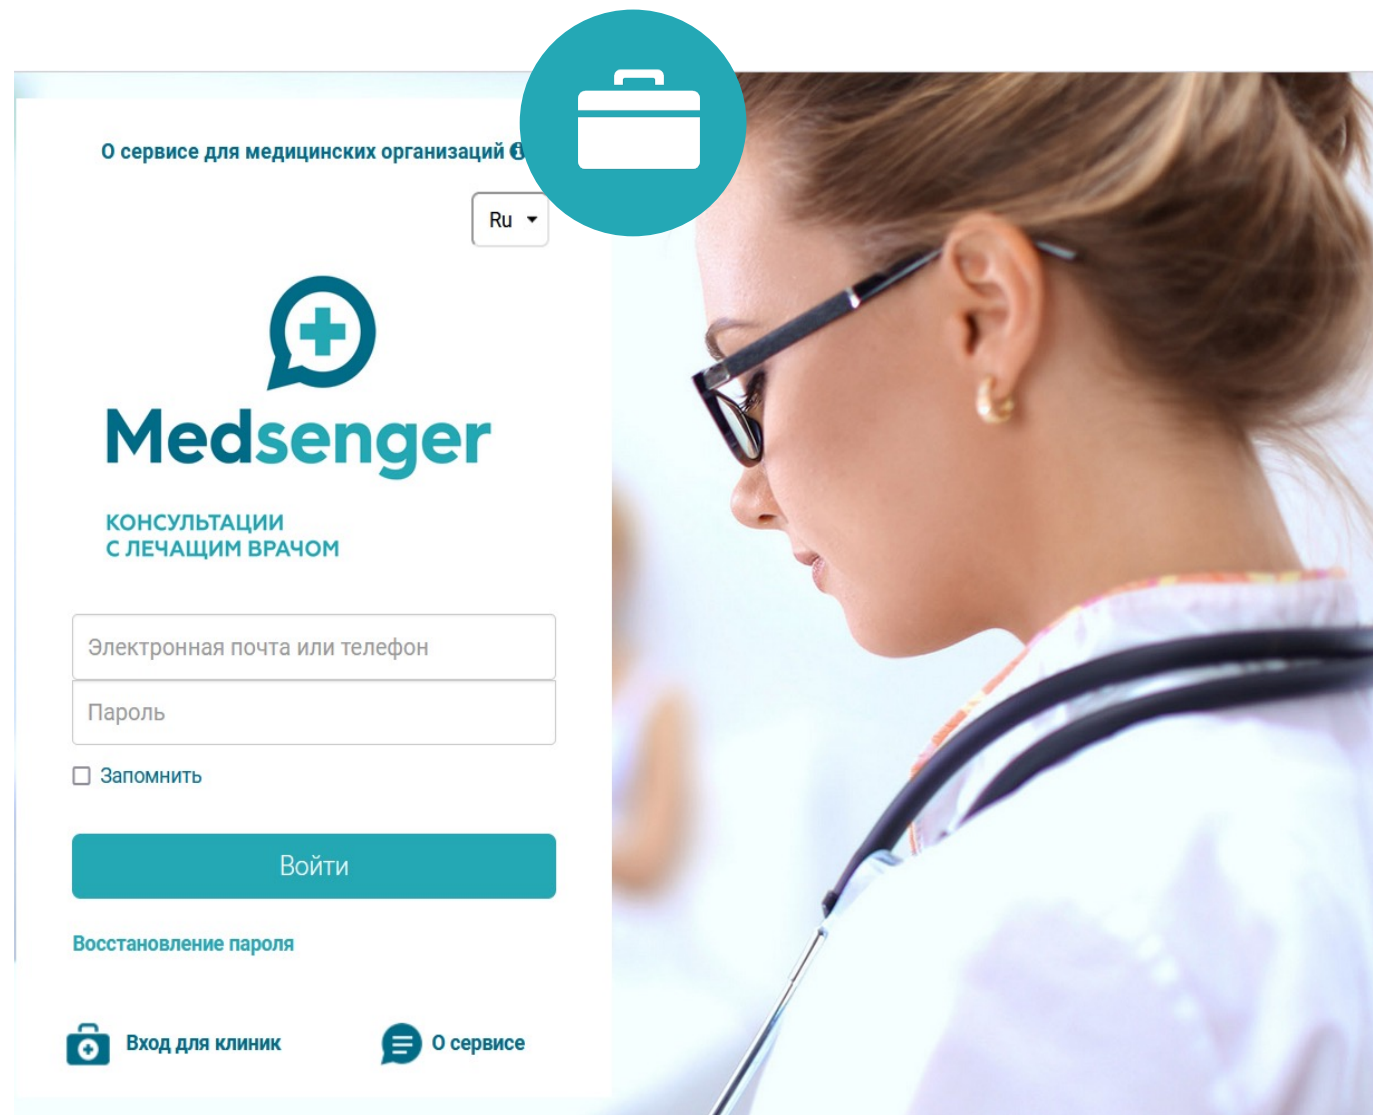 О сервисе для медицинских организаций
Ru
Medsenger
КОНСУЛЬТАЦИИ
С ЛЕЧАЩИМ ВРАЧОМ
Электронная почта или телефон
Пароль
Запомнить
Войти
Восстановление пароля
Вход для клиник
О сервисе